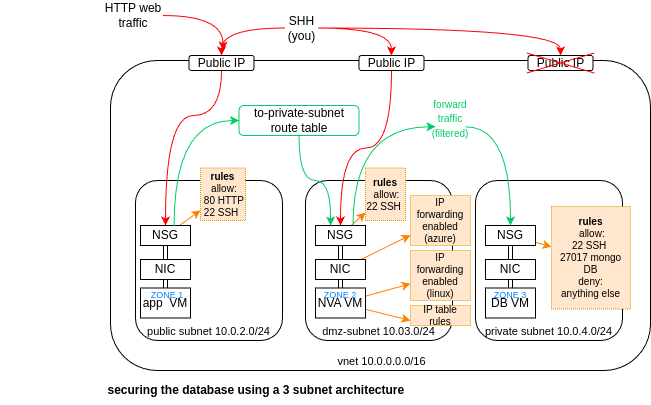 HTTP web
traffic
SHH
(you)
Public IP
Public IP
Public IP
to-private-subnet
route table
forward
traffic
(filtered)
rules
allow:
80 HTTP
22 SSH
rules
allow:
22 SSH
IP
forwarding
enabled
(azure)
IP
forwarding
enabled
(linux)
IP table
rules
rules
allow:
22 SSH
27017 mongo
DB
deny:
anything else
NSG
NIC
ZONE 1
app VM
public subnet 10.0.2.0/24
NSG
NIC
ZONE 2
NVA VM
dmz-subnet 10.03.0/24
NSG
NIC
ZONE 3
DB VM
private subnet 10.0.4.0/24
vnet 10.0.0.0.0/16
securing the database using a 3 subnet architecture